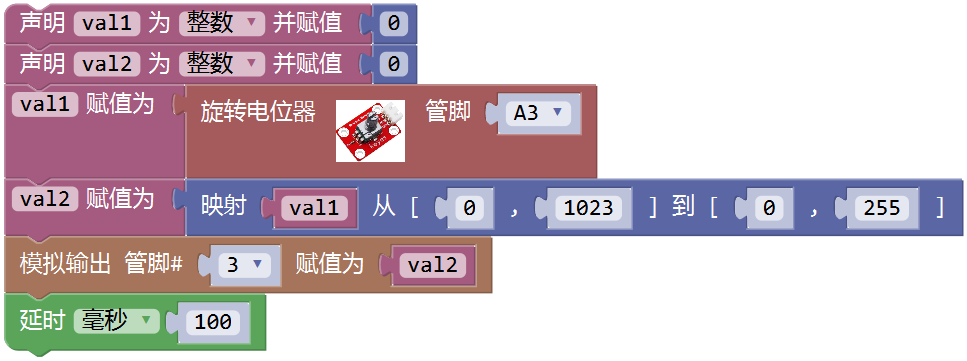 声明 val1 为 整数 并赋值 0
声明 val2 为 整数 并赋值 0
val1 赋值为 旋转电位器 管脚 A3
val2 赋值为 映射 val1 从 [ 0 , 1023 ] 到 [ 0 , 255 ]
模拟输出 管脚# 3 赋值为 val2
延时 毫秒 100